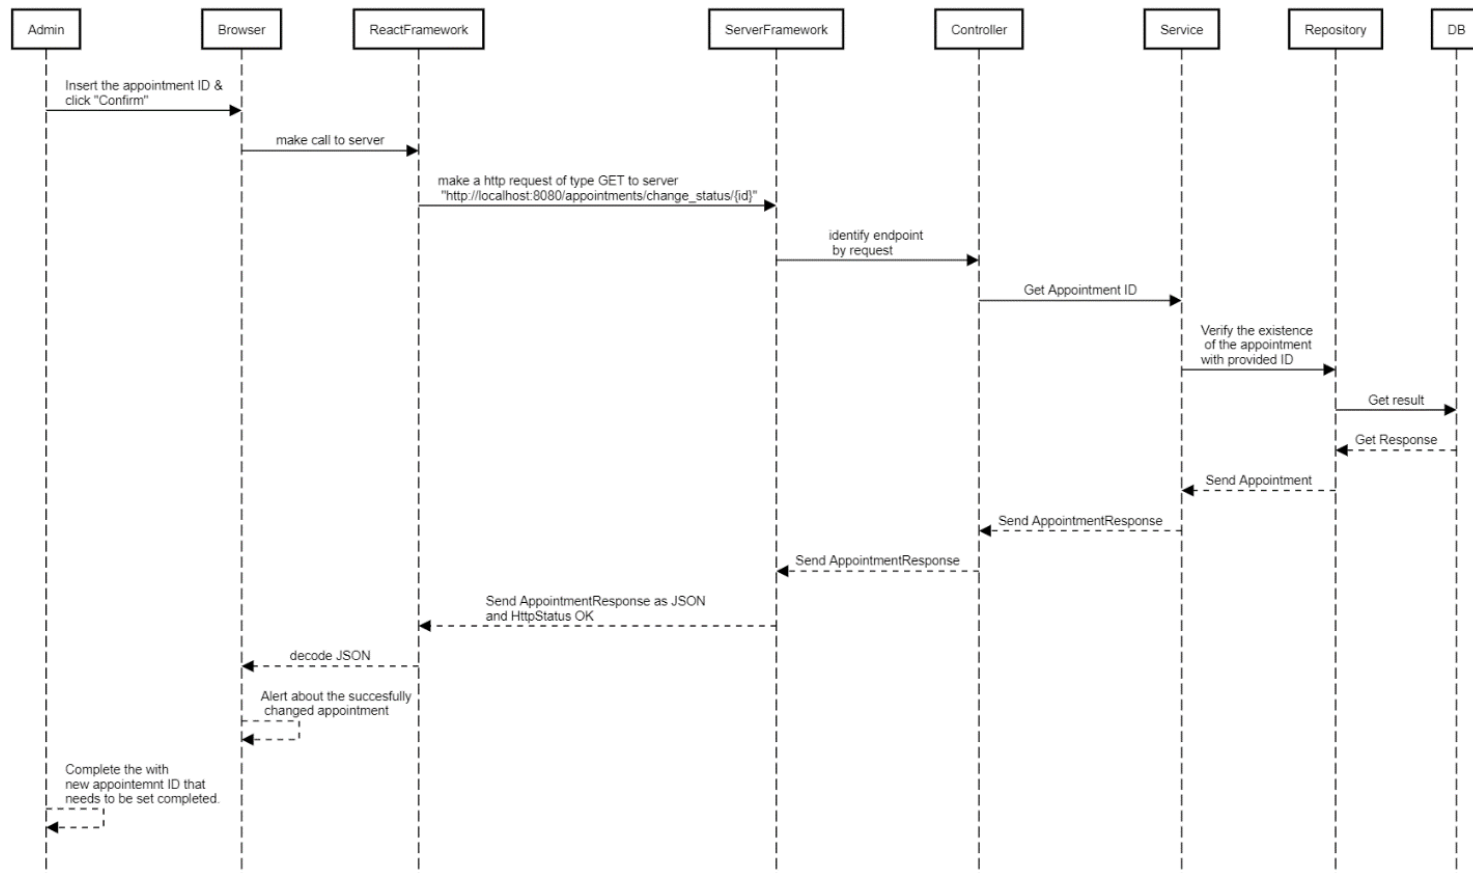 Admin
Browser
ReactFramework
ServerFramework
Controller
Service
Repository
DB
Insert the appointment ID &
click "Confirm"
make call to server
make a http request of type GET to server
"http://localhost:8080/appointments/change_status/{id}"
identify endpoint
by request
Get Appointment ID
Verify the existence
of the appointment
with provided ID
Get result
Get Response
Send Appointment
Send AppointmentResponse
Send AppointmentResponse
Send AppointmentResponse as JSON
and HttpStatus OK
decode JSON
Alert about the succesfully
changed appointment
Complete the with
new appointemnt ID that
needs to be set completed.